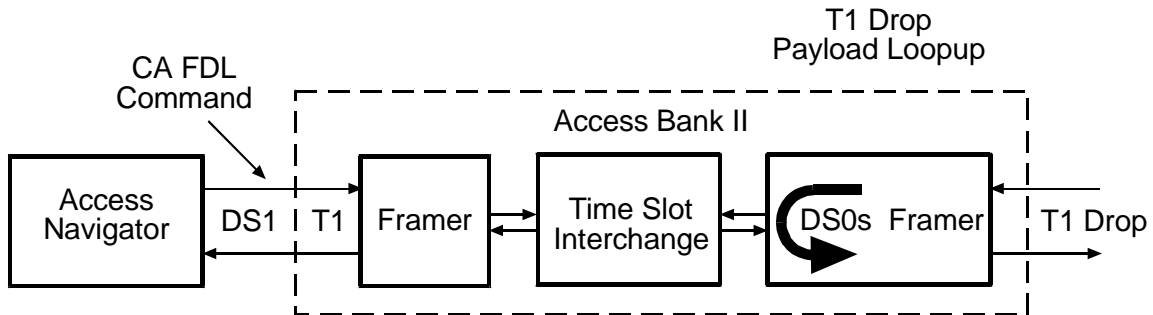 T1 Drop
Payload Loopup
CA FDL
Command
Access Bank II
Access
Navigator
DS1
T1
Framer
Time Slot
Interchange
DS0s
Framer
T1 Drop